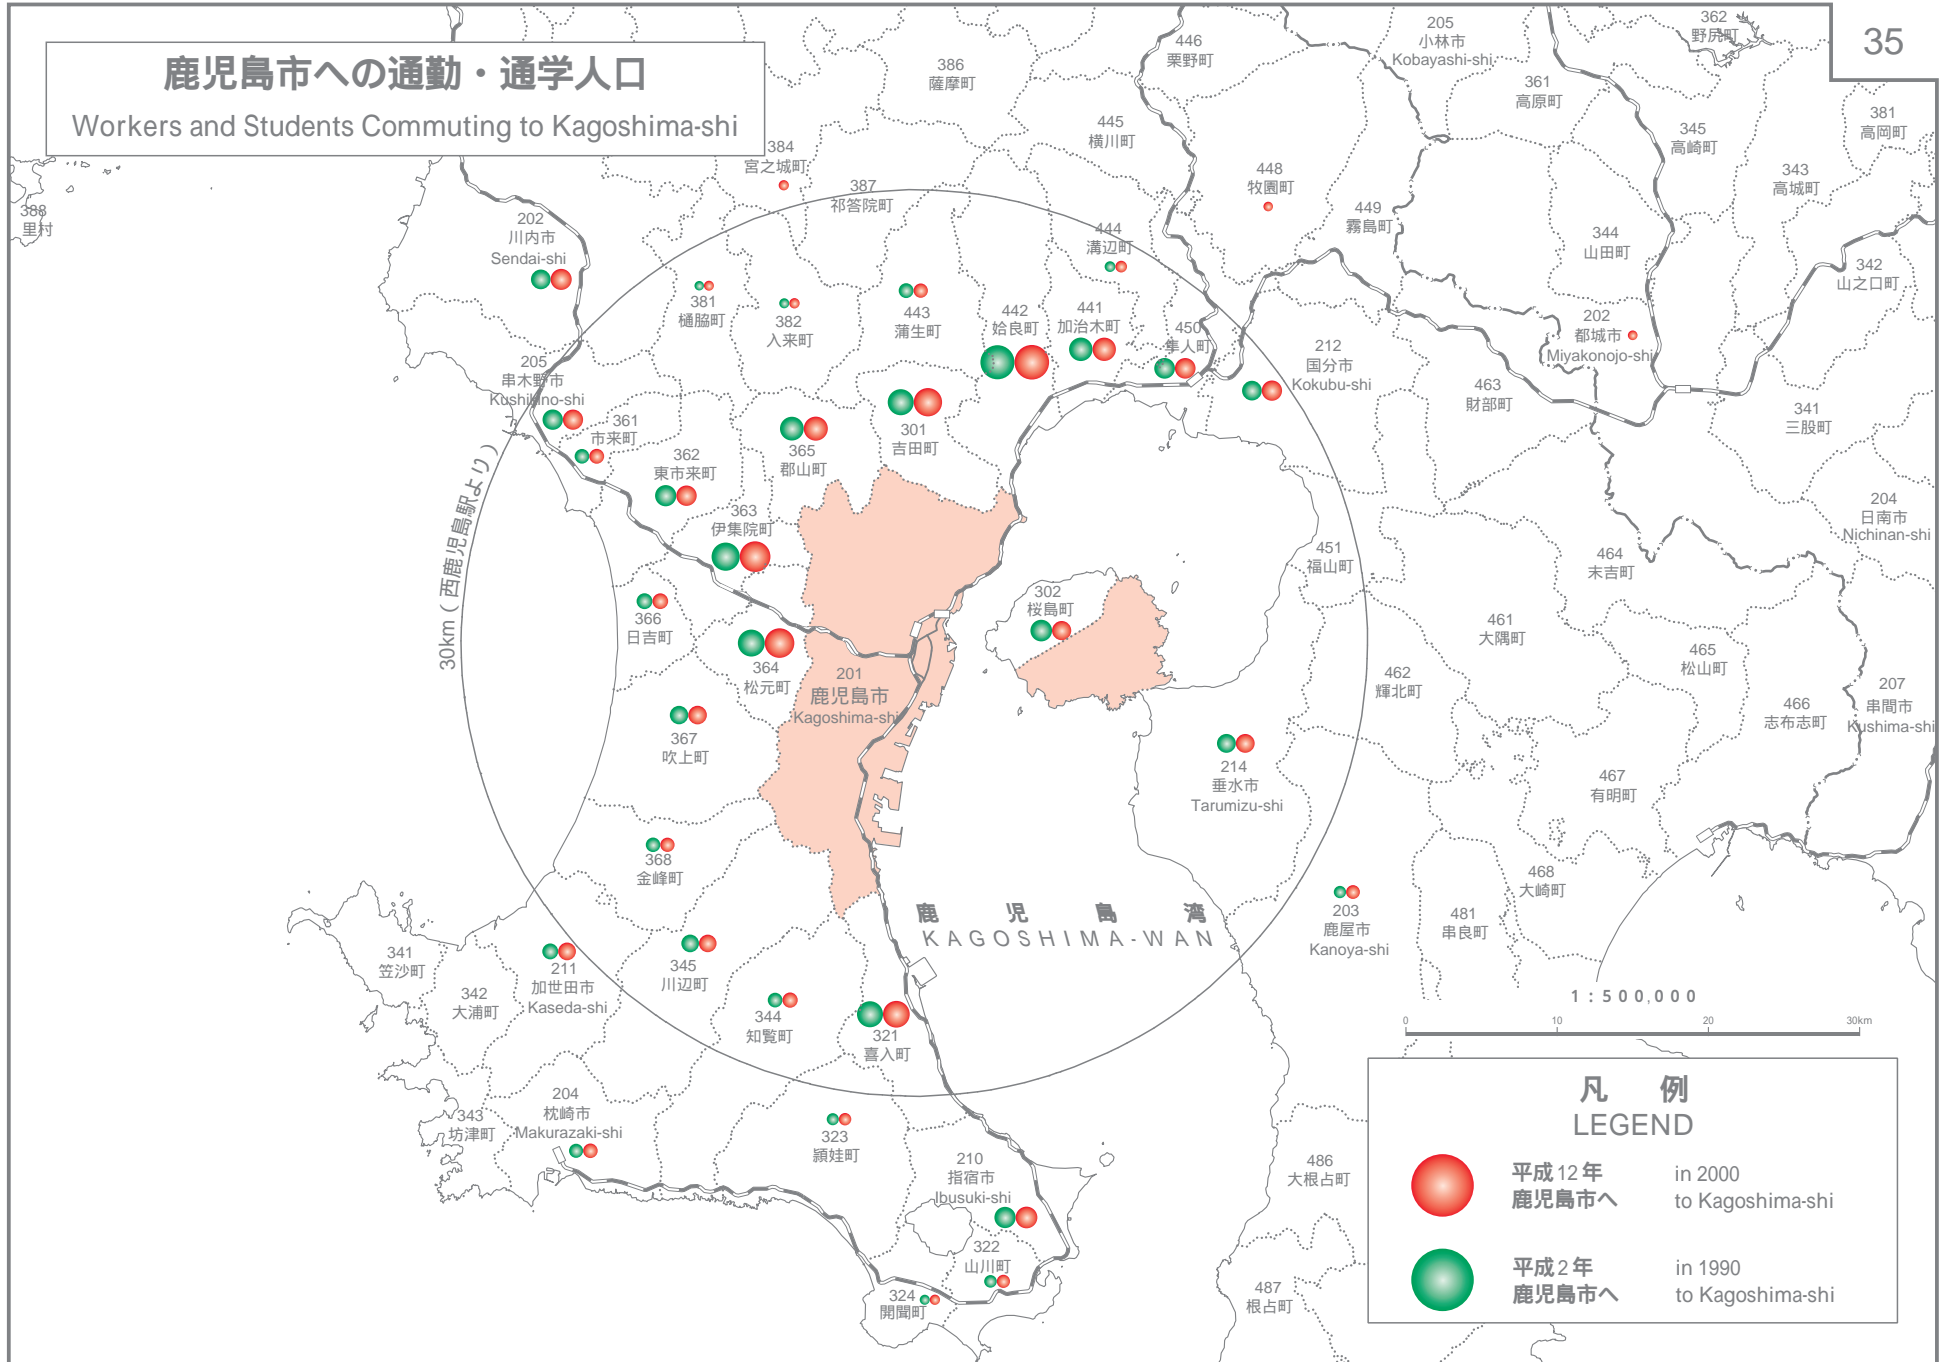 鹿児島市への通勤・通学人口
Workers and Students Commuting to Kagoshima-shi
35
446
栗野町
205
小林市
Kobayashi-shi
362
野尻町
386
薩摩町
361
高原町
445
横川町
345
高崎町
381
高岡町
384
宮之城町
387
祁答院町
448
牧園町
343
高城町
388
里村
202
川内市
Sendai-shi
449
霧島町
444
溝辺町
344
山田町
342
山之口町
381
樋脇町
382
入来町
443
蒲生町
442
姶良町
441
加治木町
450
隼人町
212
国分市
Kokubu-shi
202
都城市
Miyakonojo-shi
205
串木野市
Kushikino-shi
463
財部町
341
三股町
361
市来町
362
東市来町
365
郡山町
301
吉田町
30km(西鹿児島駅より)
363
伊集院町
204
日南市
Nichinan-shi
451
福山町
464
末吉町
302
桜島町
366
日吉町
461
大隅町
465
松山町
364
松元町
201
鹿児島市
Kagoshima-shi
462
輝北町
207
串間市
Kushima-shi
466
志布志町
367
吹上町
214
垂水市
Tarumizu-shi
467
有明町
368
金峰町
468
大崎町
203
鹿屋市
Kanoya-shi
481
串良町
鹿児島湾
KAGOSHIMA-WAN
341
笠沙町
342
大浦町
211
加世田市
Kaseda-shi
345
川辺町
344
知覧町
321
喜入町
1:500,000
0 10 20 30km
343
坊津町
204
枕崎市
Makurazaki-shi
323
頴娃町
210
指宿市
Ibusuki-shi
486
大根占町
322
山川町
324
開聞町
487
根占町
凡例
LEGEND
平成12年 in 2000
鹿児島市へ to Kagoshima-shi
平成2年 in 1990
鹿児島市へ to Kagoshima-shi